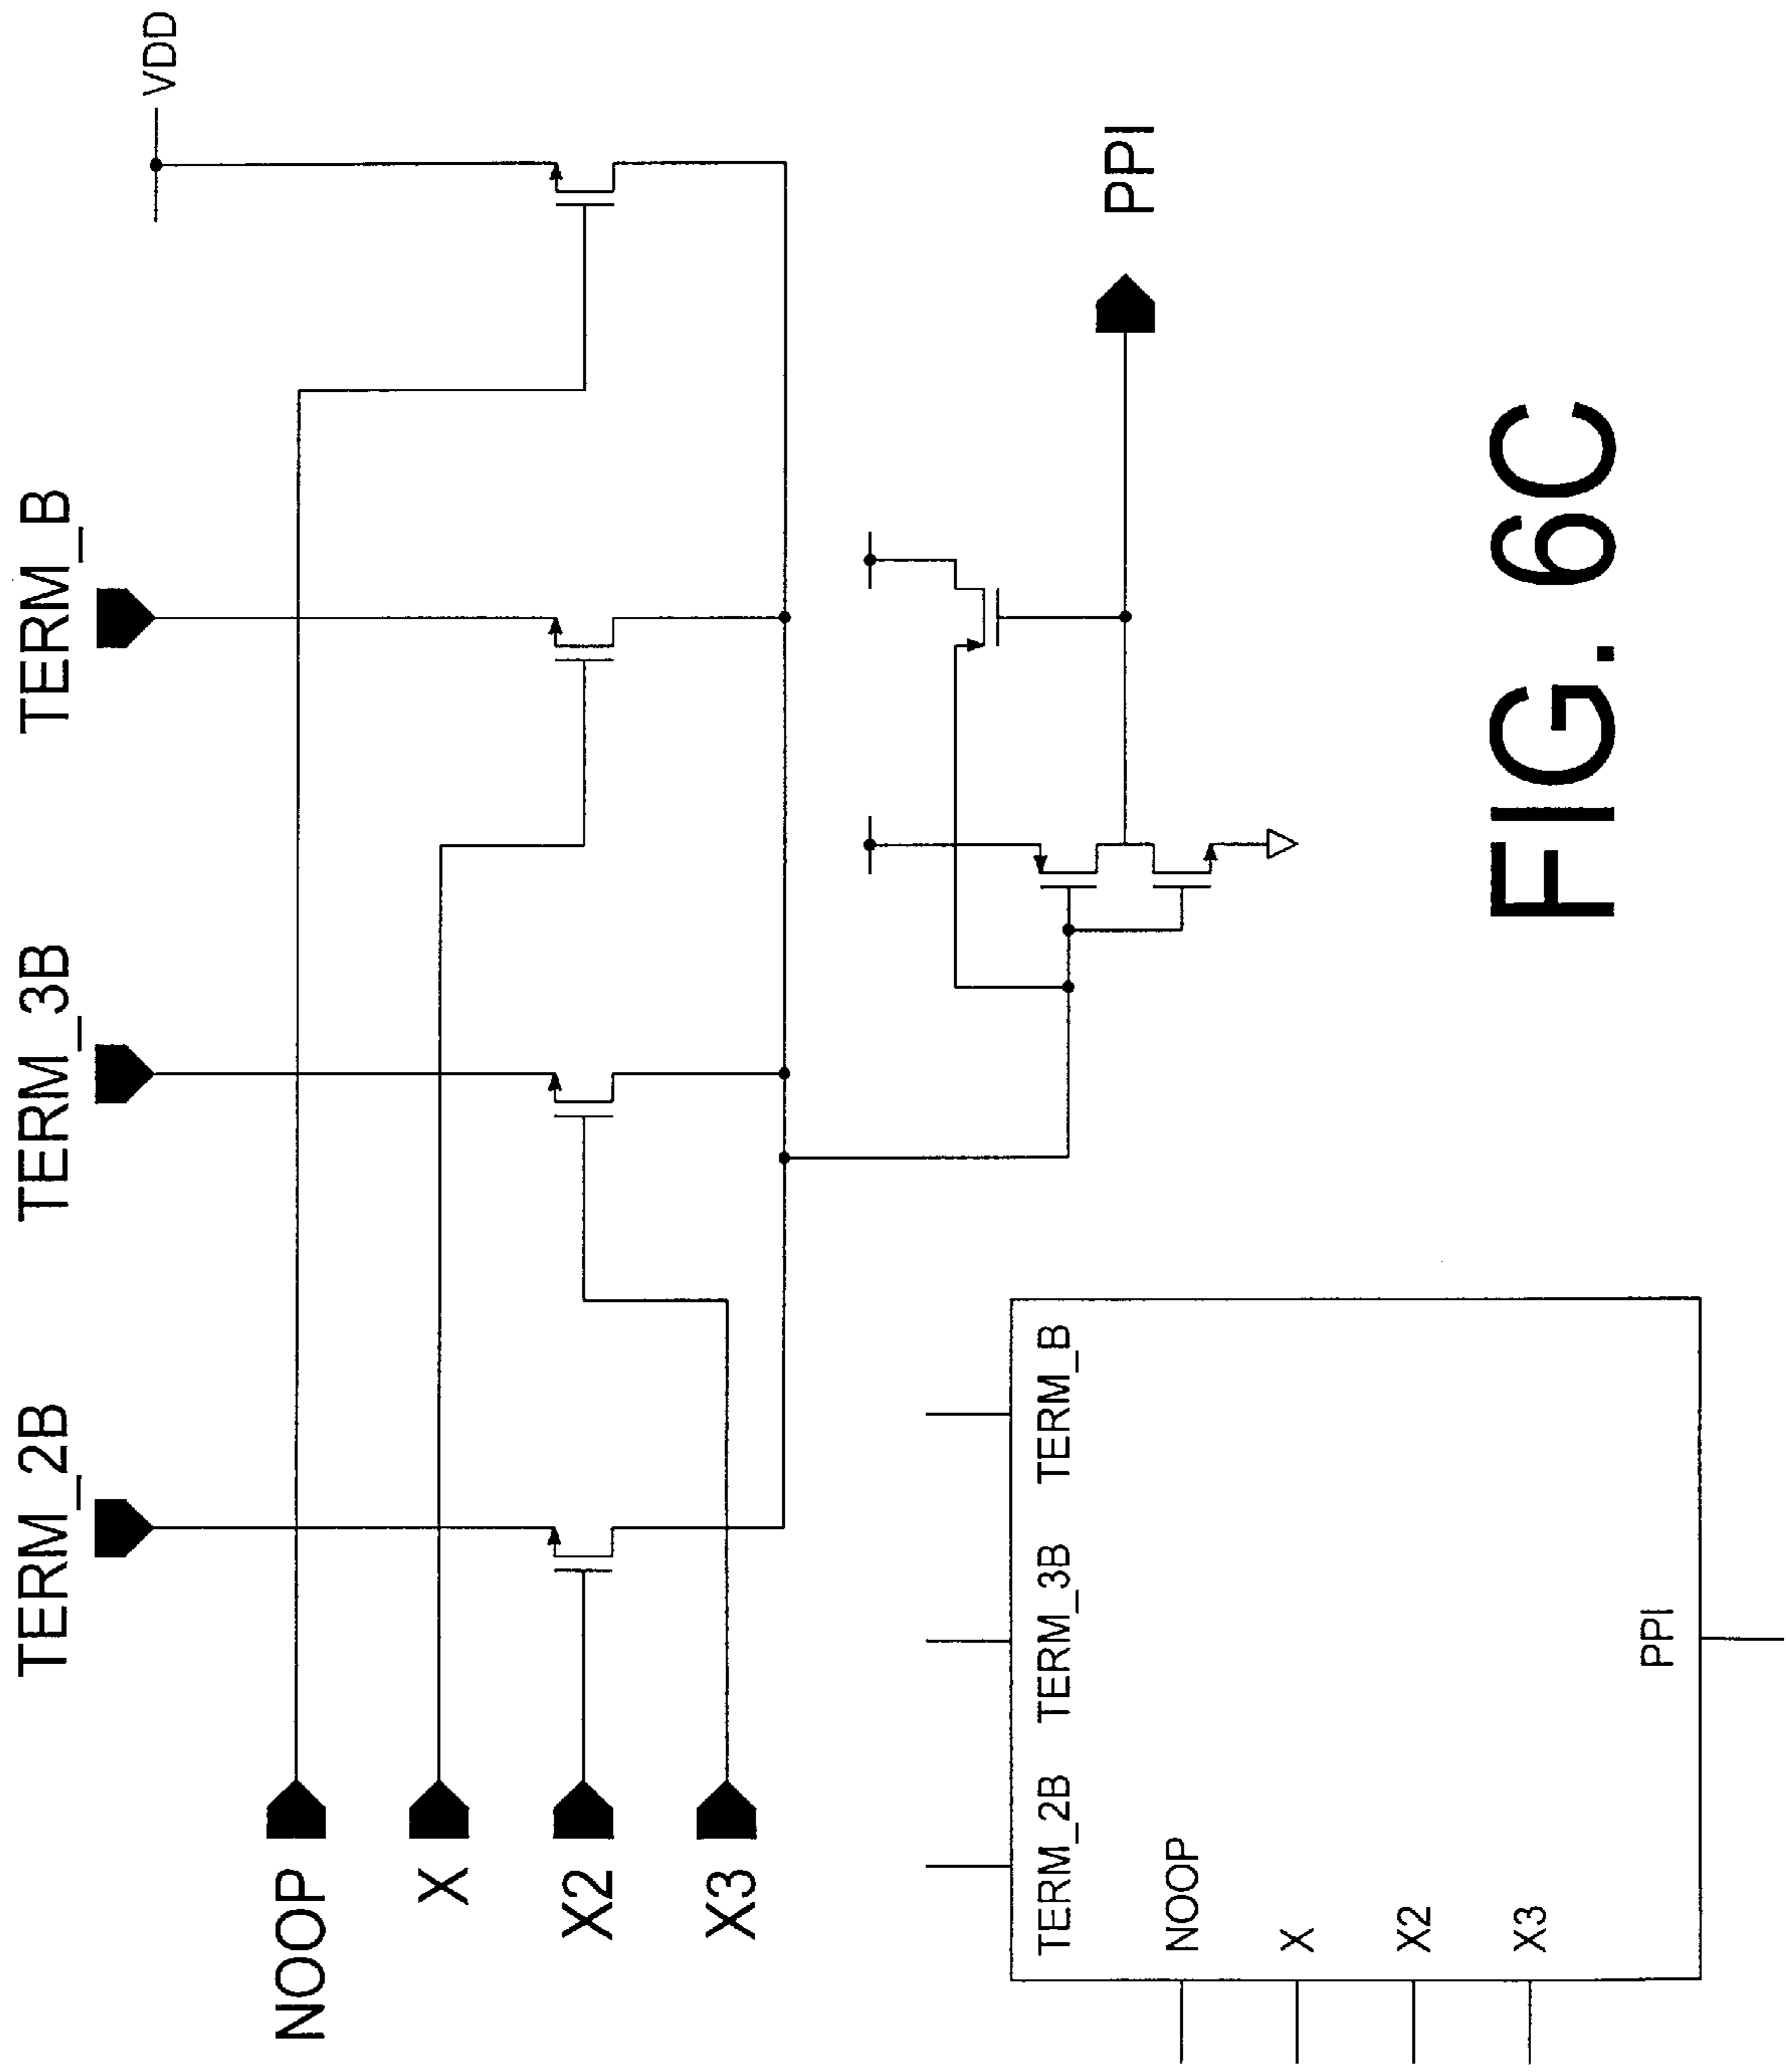 TERM_2B
TERM_3B
TERM_B
VDD
NOOP
X
X2
X3
PPI
TERM_2B TERM_3B TERM_B
NOOP
X
X2
X3
PPI
FIG. 6C